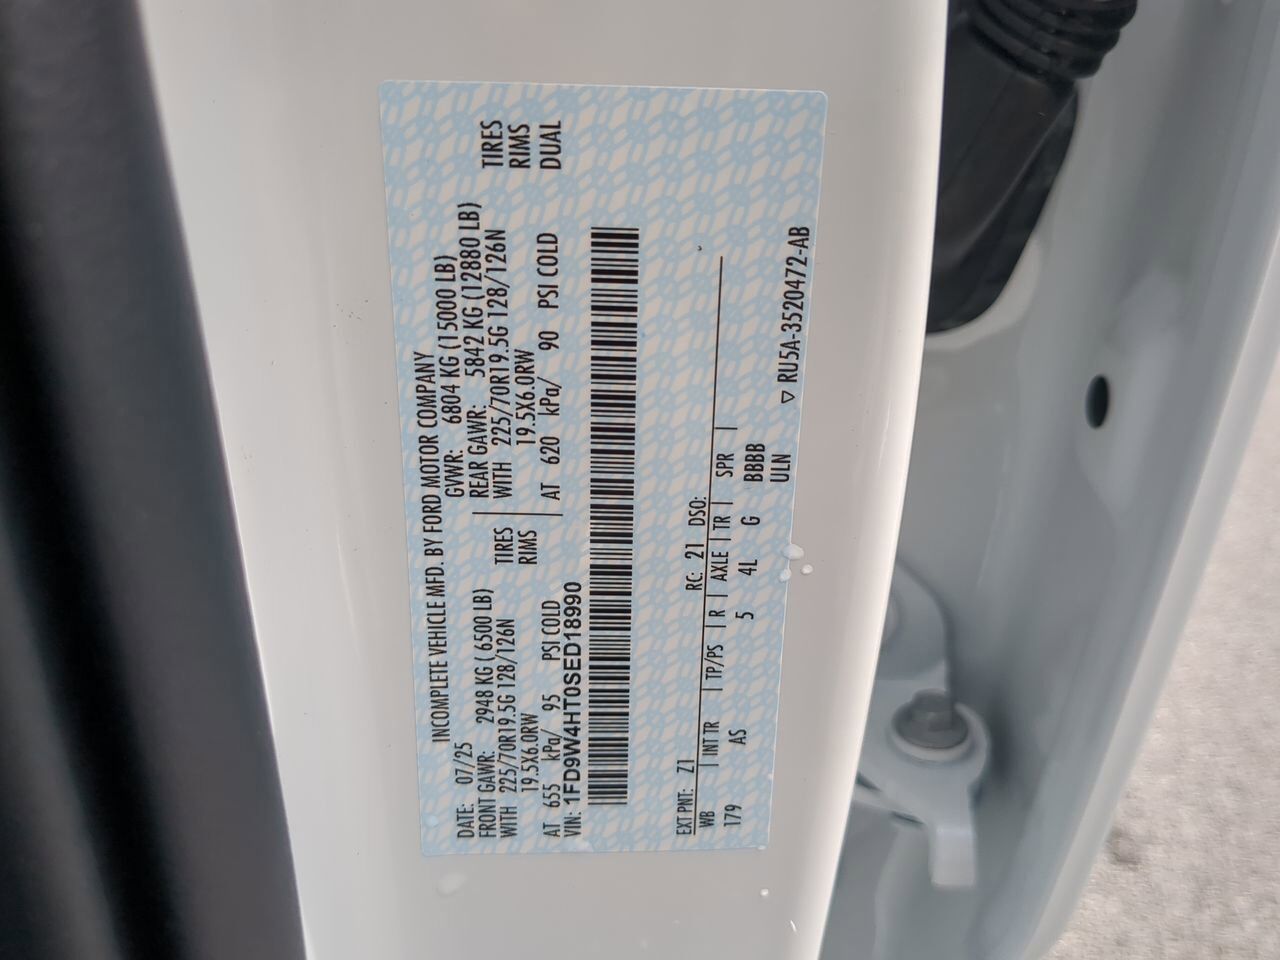 INCOMPLETE VEHICLE MFD. BY FORD MOTOR COMPANY
DATE: 07/25 GVWR: 6804 KG (15000 LB)
FRONT GAWR: 2948 KG ( 6500 LB) REAR GAWR: 5842 KG (12880 LB)
WITH 225/70R19.5G 128/126N TIRES WITH 225/70R19.5G 128/126N TIRES
19.5X6.0RW RIMS 19.5X6.0RW RIMS
AT 655 kPa/ 95 PSI COLD AT 620 kPa/ 90 PSI COLD DUAL
VIN: 1FD9W4HT0SED18990
EXT PNT: Z1 RC: 21 DSO:
WB INT TR TP/PS R AXLE TR SPR
179 AS 5 4L G BBBB
ULN
▽ RU5A-3520472-AB